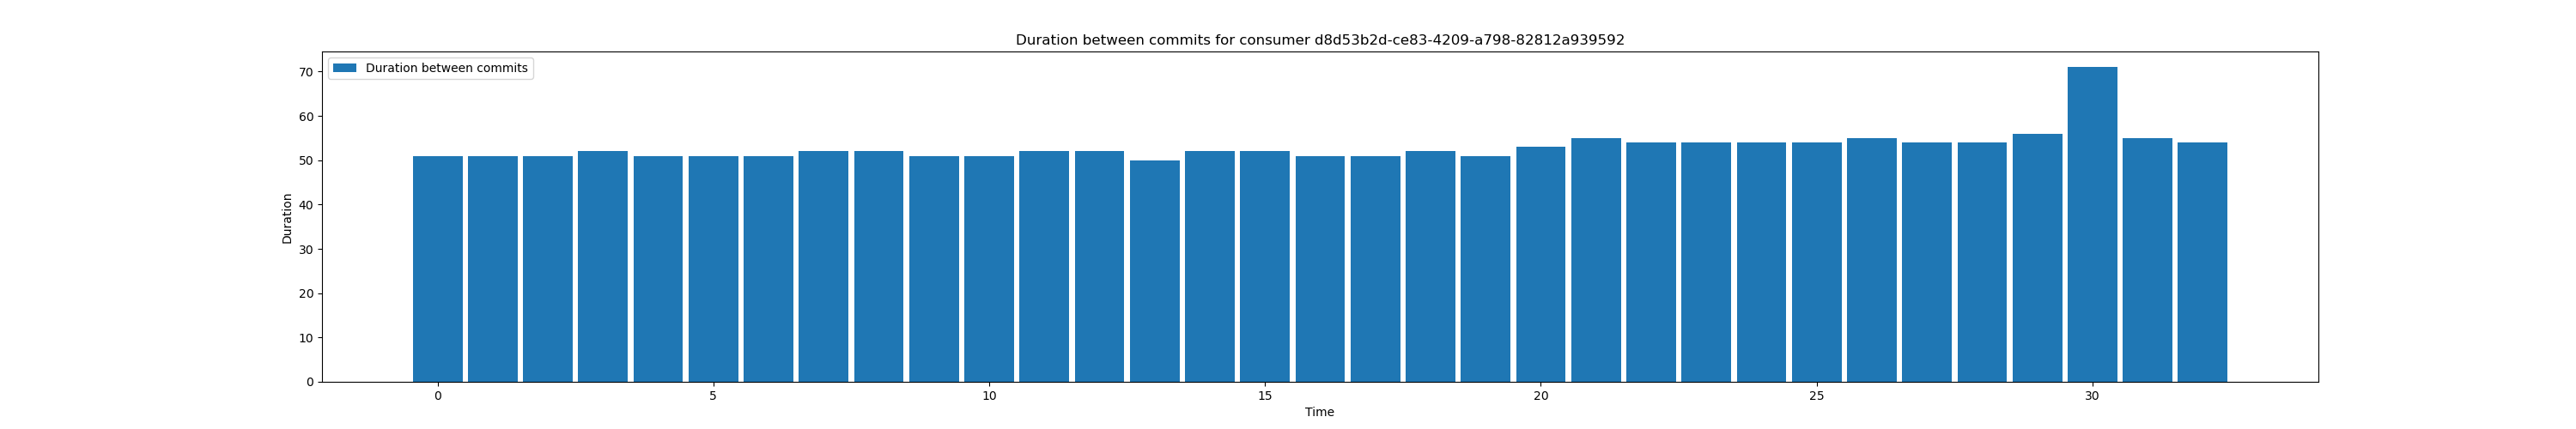 Duration between commits for consumer d8d53b2d-ce83-4209-a798-82812a939592
Duration between commits
70
60
50
40
30
20
10
0
Duration
0 5 10 15 20 25 30
Time